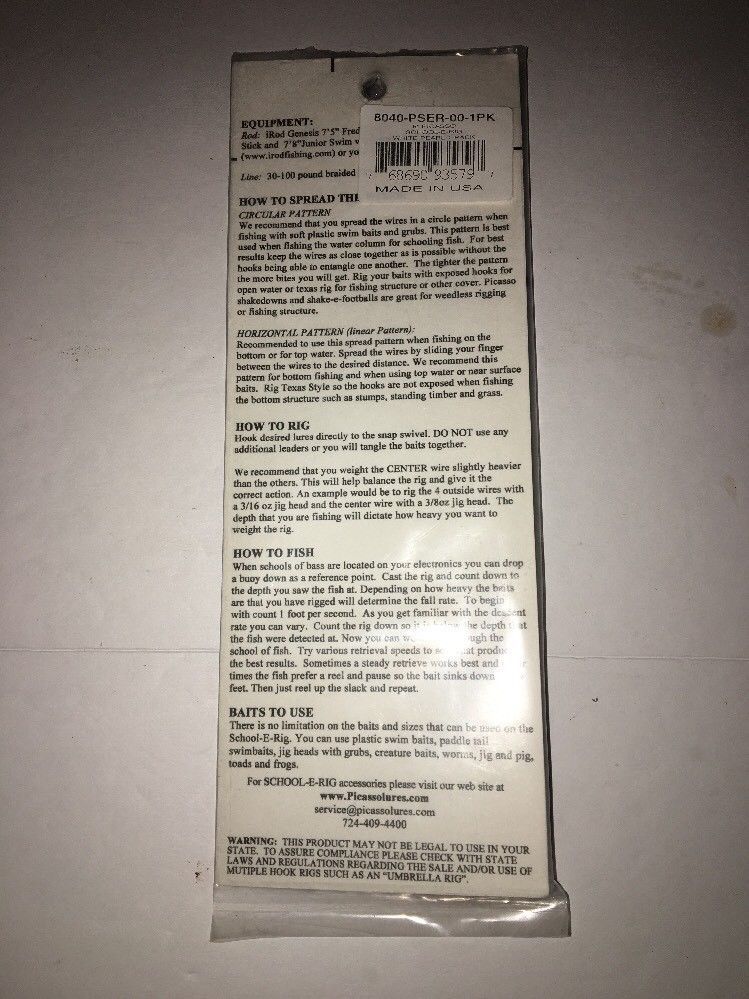 EQUIPMENT:
Rod: iRod Genesis 7'5" Fred
Stick and 7'8"Junior Swim
(www.irodfishing.com) or yo
Line: 30-100 pound braided
8040-PSER-00-1PK
PICASSO
SCHOOL-E-RIG
WHITE PEARL 1 PACK
7 68690 93579 7
MADE IN USA
HOW TO SPREAD THE
CIRCULAR PATTERN
We recommend that you spread the wires in a circle pattern when
fishing with soft plastic swim baits and grubs. This pattern is best
used when fishing the water column for schooling fish. For best
results keep the wires as close together as is possible without the
hooks being able to entangle one another. The tighter the pattern
the more bites you will get. Rig your baits with exposed hooks for
open water or texas rig for fishing structure or other cover. Picasso
shakedowns and shake-e-footballs are great for weedless rigging
or fishing structure.
HORIZONTAL PATTERN (linear Pattern):
Recommended to use this spread pattern when fishing on the
bottom or for top water. Spread the wires by sliding your finger
between the wires to the desired distance. We recommend this
pattern for bottom fishing and when using top water or near surface
baits. Rig Texas Style so the hooks are not exposed when fishing
the bottom structure such as stumps, standing timber and grass.
HOW TO RIG
Hook desired lures directly to the snap swivel. DO NOT use any
additional leaders or you will tangle the baits together.
We recommend that you weight the CENTER wire slightly heavier
than the others. This will help balance the rig and give it the
correct action. An example would be to rig the 4 outside wires with
a 3/16 oz jig head and the center wire with a 3/8oz jig head. The
depth that you are fishing will dictate how heavy you want to
weight the rig.
HOW TO FISH
When schools of bass are located on your electronics you can drop
a buoy down as a reference point. Cast the rig and count down to
the depth you saw the fish at. Depending on how heavy the baits
are that you have rigged will determine the fall rate. To begin
with count 1 foot per second. As you get familiar with the descent
rate you can vary. Count the rig down so it is below the depth that
the fish were detected at. Now you can ugh the
school of fish. Try various retrieval speeds to produ
the best results. Sometimes a steady retrieve works best and
times the fish prefer a reel and pause so the bait sinks down
feet. Then just reel up the slack and repeat.
BAITS TO USE
There is no limitation on the baits and sizes that can be used on the
School-E-Rig. You can use plastic swim baits, paddle tail
swimbaits, jig heads with grubs, creature baits, worms, jig and pig,
toads and frogs.
For SCHOOL-E-RIG accessories please visit our web site at
www.Picassolures.com
service@picassolures.com
724-409-4400
WARNING: THIS PRODUCT MAY NOT BE LEGAL TO USE IN YOUR
STATE. TO ASSURE COMPLIANCE PLEASE CHECK WITH STATE
LAWS AND REGULATIONS REGARDING THE SALE AND/OR USE OF
MUTIPLE HOOK RIGS SUCH AS AN "UMBRELLA RIG".